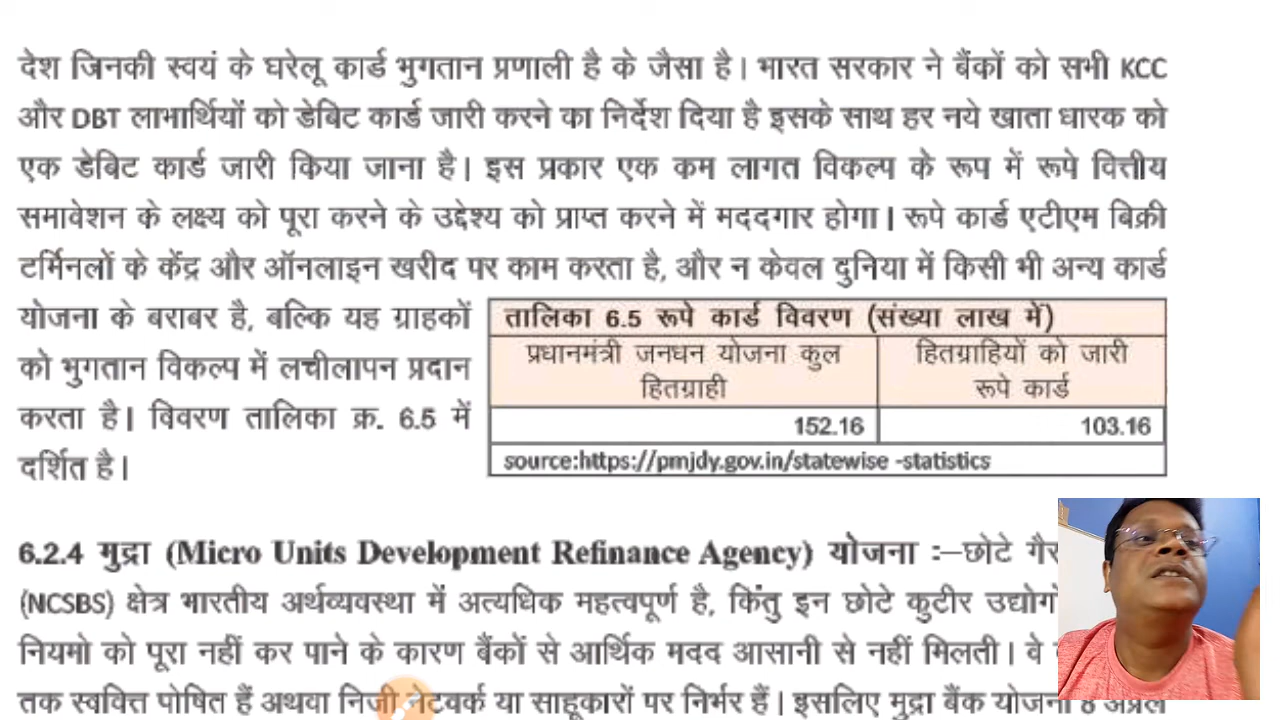 देश जिनकी स्वयं के घरेलू कार्ड भुगतान प्रणाली है के जैसा है। भारत सरकार ने बैंकों को सभी KCC
और DBT लाभार्थियों को डेबिट कार्ड जारी करने का निर्देश दिया है इसके साथ हर नये खाता धारक को
एक डेबिट कार्ड जारी किया जाना है। इस प्रकार एक कम लागत विकल्प के रूप में रूपे वित्तीय
समावेशन के लक्ष्य को पूरा करने के उद्देश्य को प्राप्त करने में मददगार होगा। रूपे कार्ड एटीएम बिक्री
टर्मिनलों के केंद्र और ऑनलाइन खरीद पर काम करता है, और न केवल दुनिया में किसी भी अन्य कार्ड
योजना के बराबर है, बल्कि यह ग्राहकों
को भुगतान विकल्प में लचीलापन प्रदान
करता है। विवरण तालिका क्र. 6.5 में
दर्शित है।
तालिका 6.5 रूपे कार्ड विवरण (संख्या लाख में)
प्रधानमंत्री जनधन योजना कुल हितग्राही
हितग्राहियों को जारी रूपे कार्ड
152.16 103.16
source:https://pmjdy.gov.in/statewise -statistics
6.2.4 मुद्रा (Micro Units Development Refinance Agency) योजना :–छोटे
(NCSBS) क्षेत्र भारतीय अर्थव्यवस्था में अत्यधिक महत्वपूर्ण है, किंतु इन छोटे कुटीर
नियमो को पूरा नहीं कर पाने के कारण बैंकों से आर्थिक मदद आसानी से नहीं मिलती। वे
तक स्ववित्त पोषित हैं अथवा निजी नेटवर्क या साहूकारों पर निर्भर हैं। इसलिए मुद्रा बैंक योजना 8 अप्रैल